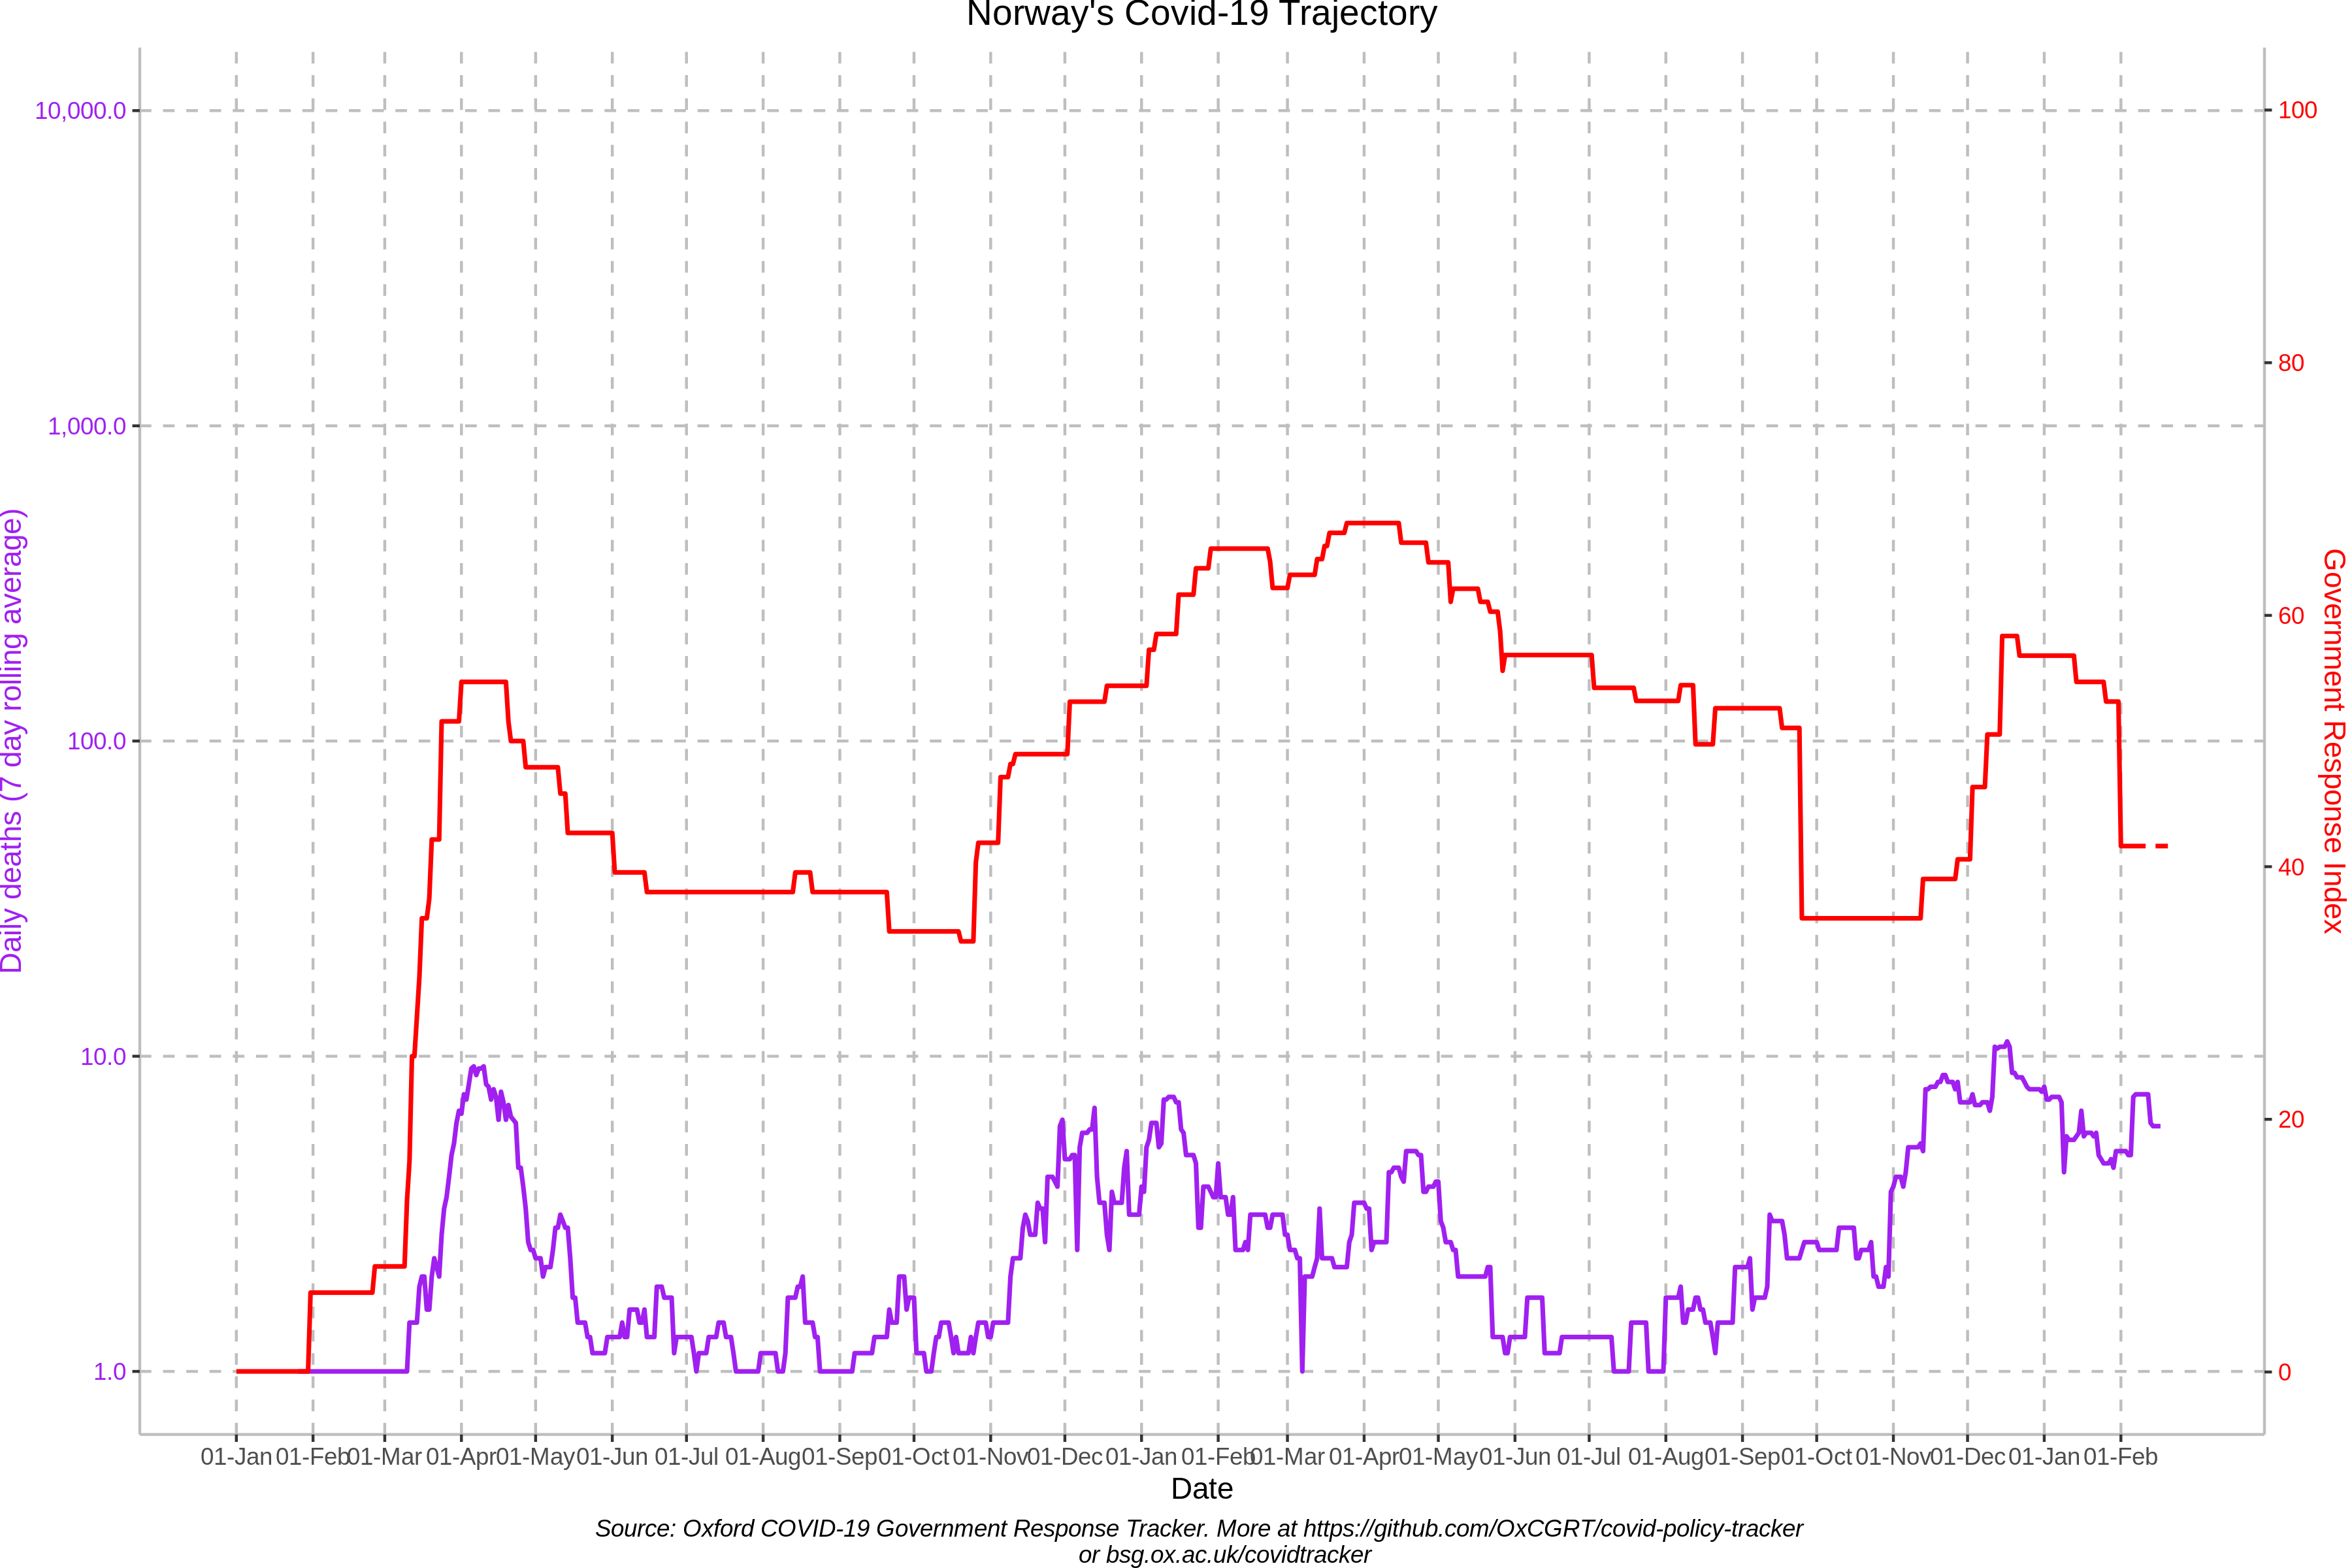 Norway's Covid-19 Trajectory
10,000.0
1,000.0
100.0
10.0
1.0
Daily deaths (7 day rolling average)
100
80
60
40
20
0
Government Response Index
01-Jan 01-Feb 01-Mar 01-Apr 01-May 01-Jun 01-Jul 01-Aug 01-Sep 01-Oct 01-Nov 01-Dec 01-Jan 01-Feb 01-Mar 01-Apr 01-May 01-Jun 01-Jul 01-Aug 01-Sep 01-Oct 01-Nov 01-Dec 01-Jan 01-Feb
Date
Source: Oxford COVID-19 Government Response Tracker. More at https://github.com/OxCGRT/covid-policy-tracker
or bsg.ox.ac.uk/covidtracker